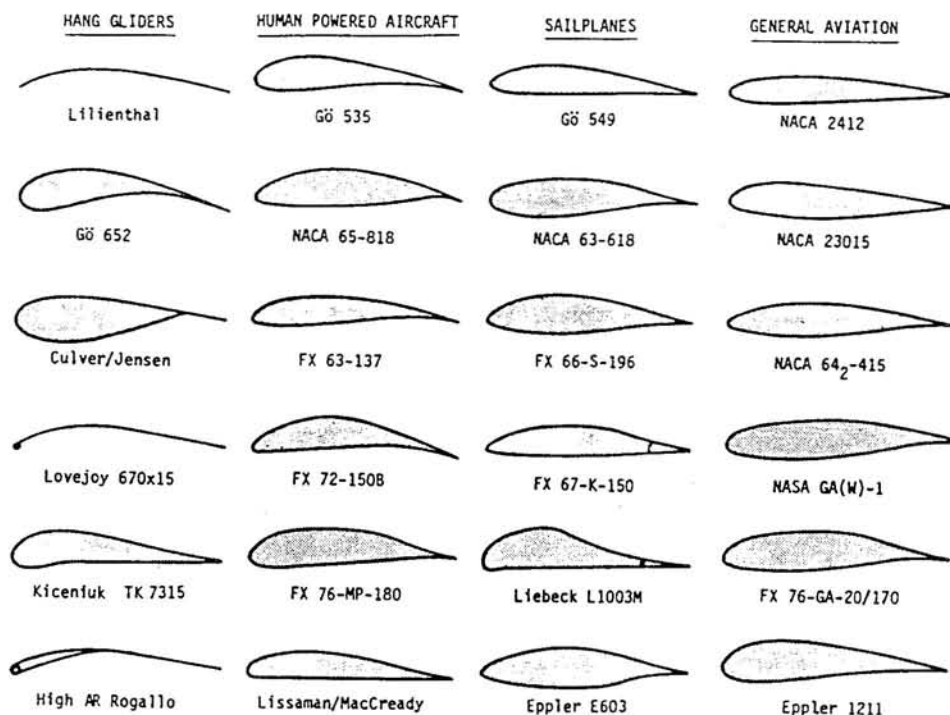 HANG GLIDERS
HUMAN POWERED AIRCRAFT
SAILPLANES
GENERAL AVIATION
Lilienthal
Gö 535
Gö 549
NACA 2412
Gö 652
NACA 65-818
NACA 63-618
NACA 23015
Culver/Jensen
FX 63-137
FX 66-S-196
NACA 64₂-415
Lovejoy 670x15
FX 72-150B
FX 67-K-150
NASA GA(W)-1
Kiceniuk TK 7315
FX 76-MP-180
Liebeck L1003M
FX 76-GA-20/170
High AR Rogallo
Lissaman/MacCready
Eppler E603
Eppler 1211